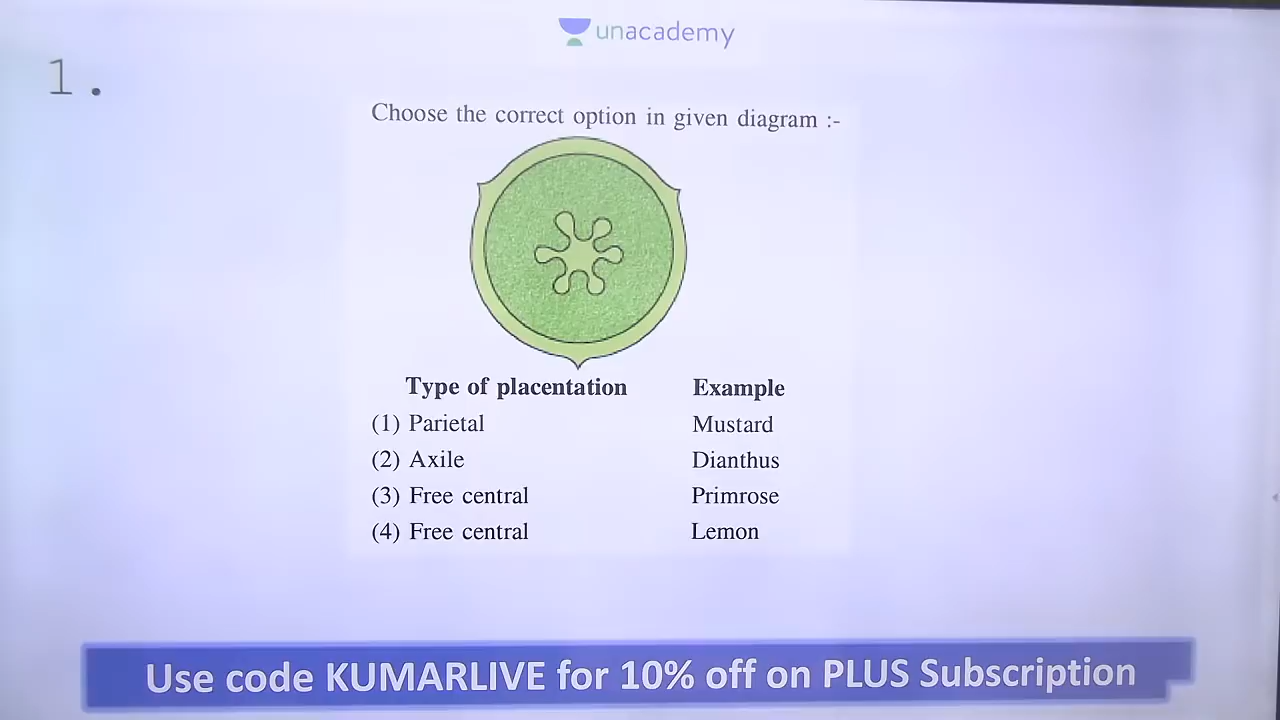 unacademy
1.
Choose the correct option in given diagram :-
Type of placentation Example
(1) Parietal Mustard
(2) Axile Dianthus
(3) Free central Primrose
(4) Free central Lemon
Use code KUMARLIVE for 10% off on PLUS Subscription